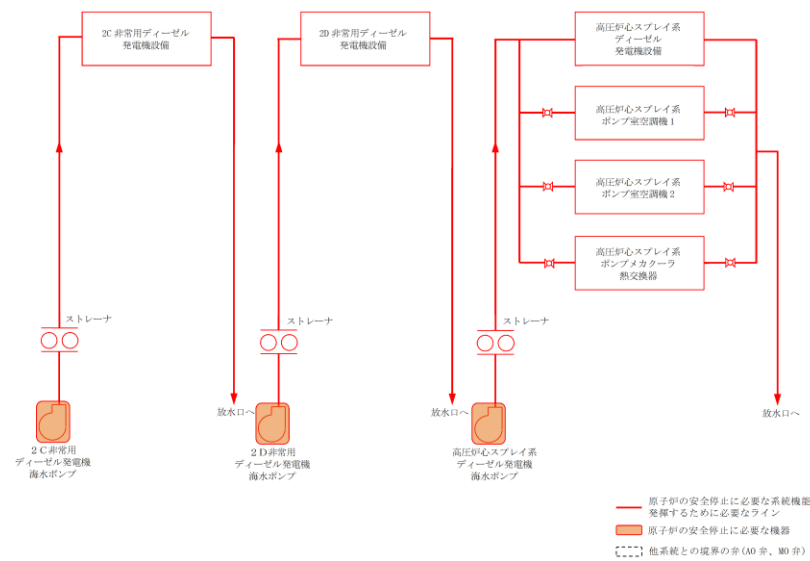 2C 非常用ディーゼル
発電機設備
2D 非常用ディーゼル
発電機設備
高圧炉心スプレイ系
ディーゼル
発電機設備
高圧炉心スプレイ系
ポンプ室空調機1
高圧炉心スプレイ系
ポンプ室空調機2
高圧炉心スプレイ系
ポンプメカクーラ
熱交換器
ストレーナ
ストレーナ
ストレーナ
放水口へ
放水口へ
放水口へ
2C非常用
ディーゼル発電機
海水ポンプ
2D非常用
ディーゼル発電機
海水ポンプ
高圧炉心スプレイ系
ディーゼル発電機
海水ポンプ
原子炉の安全停止に必要な系統機能
発揮するために必要なライン
原子炉の安全停止に必要な機器
他系統との境界の弁(AO 弁、MO 弁)